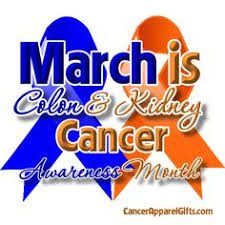 March is
Colon & Kidney
Cancer
Awareness Month
CancerApparelGifts.com